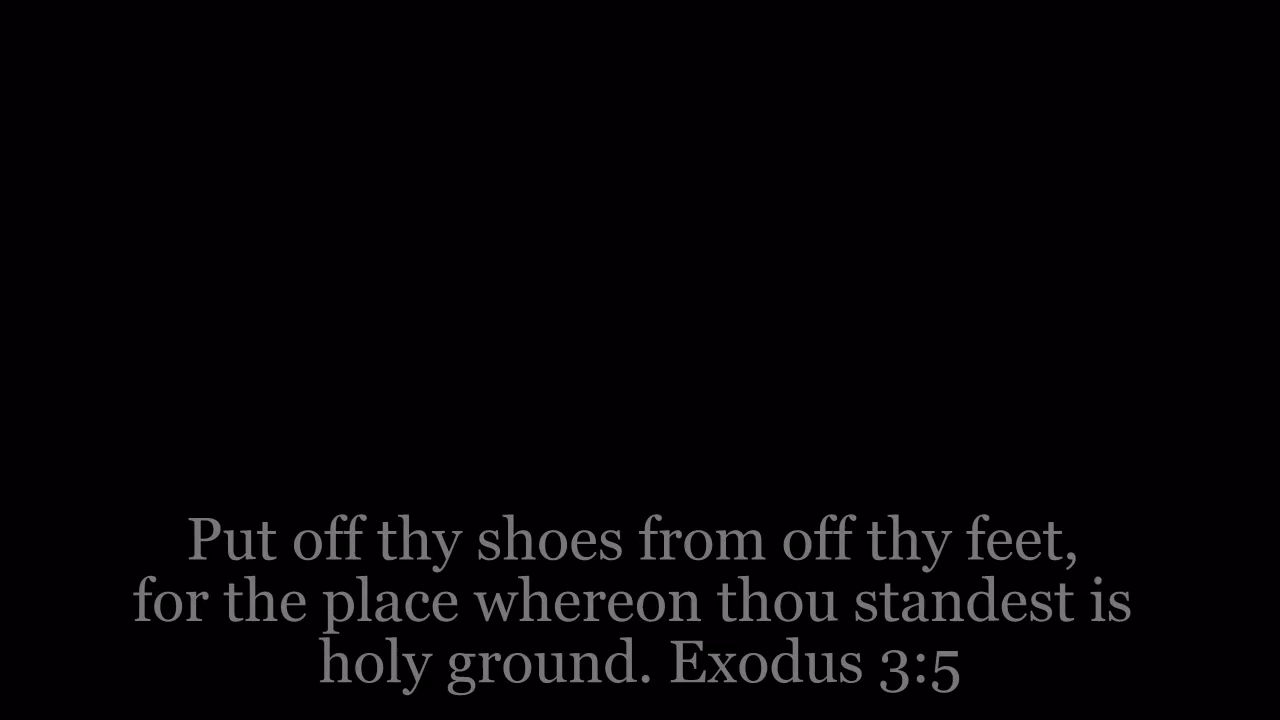 Put off thy shoes from off thy feet,
for the place whereon thou standest is
holy ground. Exodus 3:5